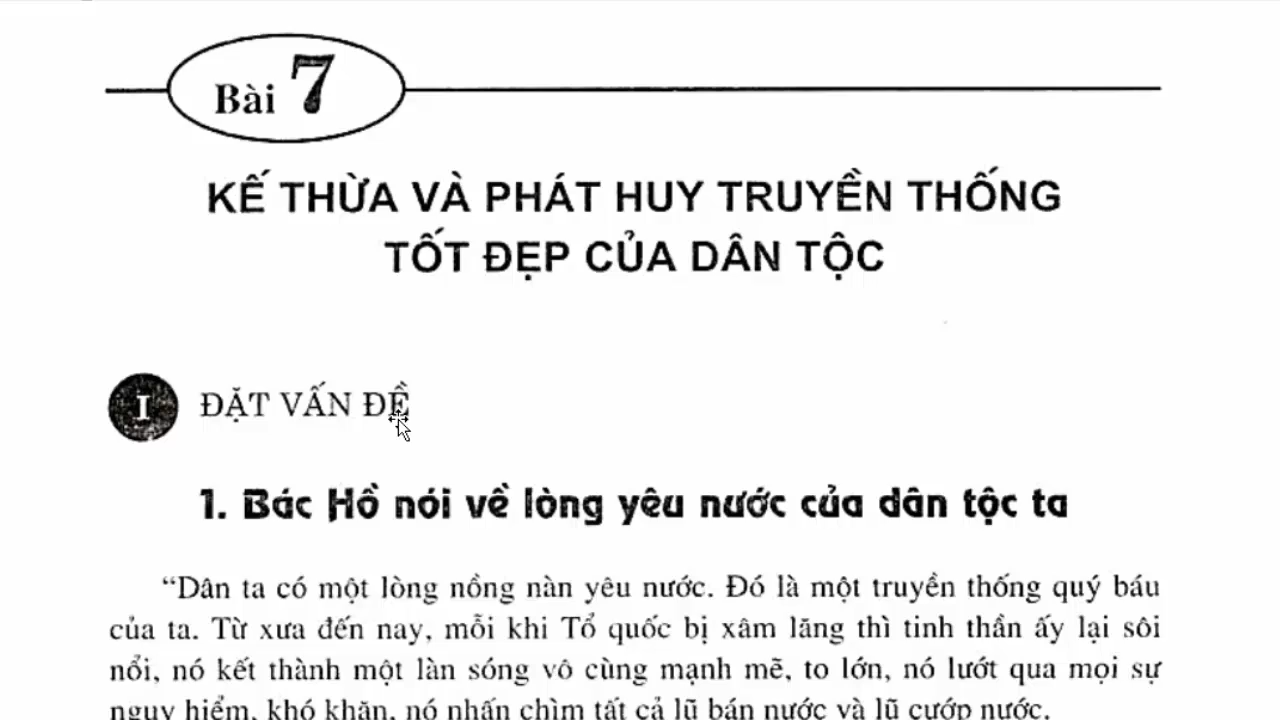 Bài 7
KẾ THỪA VÀ PHÁT HUY TRUYỀN THỐNG
TỐT ĐẸP CỦA DÂN TỘC
I ĐẶT VẤN ĐỀ
1. Bác Hồ nói về lòng yêu nước của dân tộc ta
“Dân ta có một lòng nồng nàn yêu nước. Đó là một truyền thống quý báu
của ta. Từ xưa đến nay, mỗi khi Tổ quốc bị xâm lăng thì tinh thần ấy lại sôi
nổi, nó kết thành một làn sóng vô cùng mạnh mẽ, to lớn, nó lướt qua mọi sự
nguy hiểm, khó khăn, nó nhấn chìm tất cả lũ bán nước và lũ cướp nước.